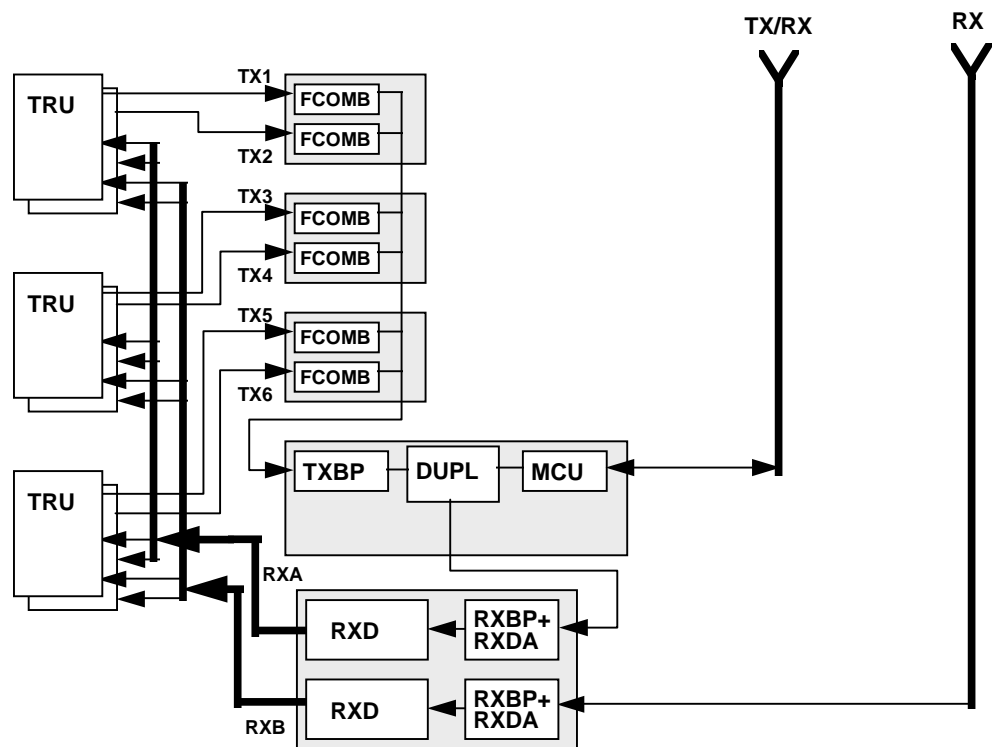 TX/RX
RX
TRU
TX1
FCOMB
FCOMB
TX2
TX3
FCOMB
FCOMB
TX4
TRU
TX5
FCOMB
FCOMB
TX6
TXBP
DUPL
MCU
TRU
RXA
RXD
RXBP+
RXDA
RXD
RXBP+
RXDA
RXB